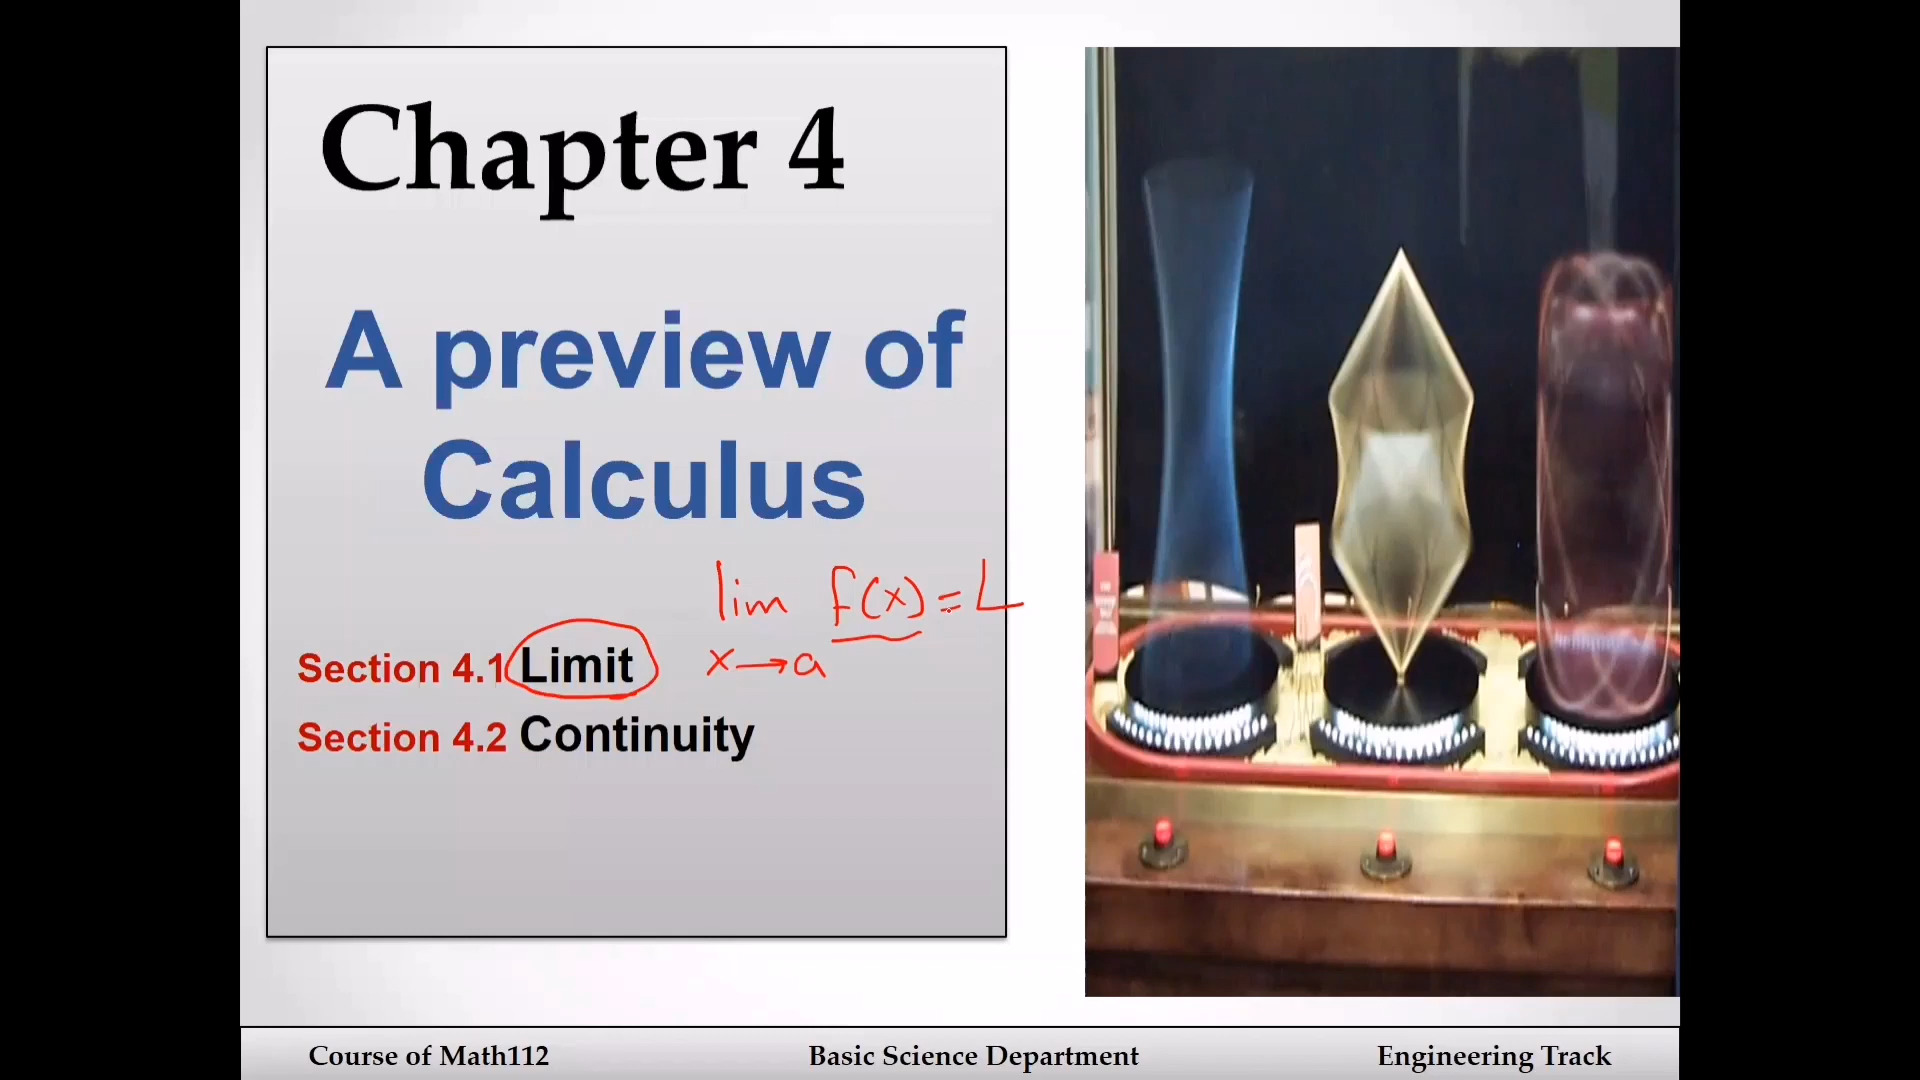 Chapter 4
A preview of
Calculus
lim f(x) = L
x→a
Section 4.1 Limit
Section 4.2 Continuity
Course of Math112
Basic Science Department
Engineering Track